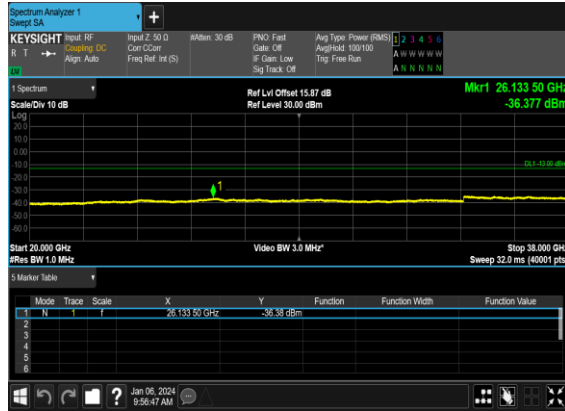 Spectrum Analyzer 1
Swept SA
+
KEYSIGHT Input: RF Input Z: 50 Ω #Atten: 30 dB PNO: Fast Avg Type: Power (RMS) 1 2 3 4 5 6
R T Coupling: DC Corr CCorr Gate: Off Avg|Hold: 100/100 A W W W W W
Align: Auto Freq Ref: Int (S) IF Gain: Low Trig: Free Run
Sig Track: Off A N N N N N
1 Spectrum Ref Lvl Offset 15.87 dB Mkr1 26.133 50 GHz
Scale/Div 10 dB Ref Level 30.00 dBm -36.377 dBm
Log
20.0
10.0
0.00
-10.0 DL1 -13.00 dBm
-20.0
-30.0 1
-40.0
-50.0
-60.0
Start 20.000 GHz Video BW 3.0 MHz* Stop 38.000 GHz
#Res BW 1.0 MHz Sweep 32.0 ms (40001 pts)
5 Marker Table
Mode Trace Scale X Y Function Function Width Function Value
1 N 1 f 26.133 50 GHz -36.38 dBm
2
3
4
5
6
? Jan 06, 2024
9:56:47 AM